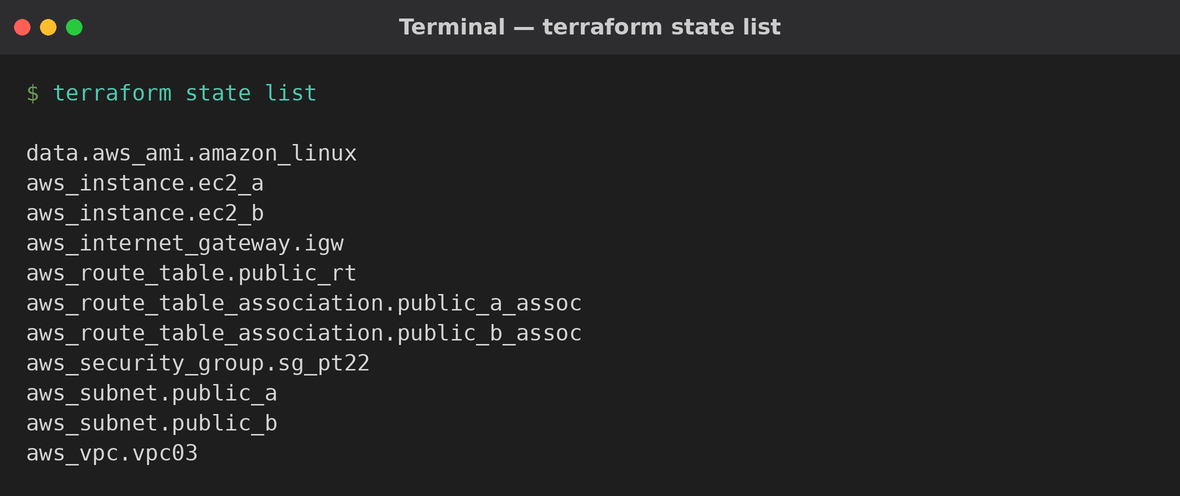 Terminal — terraform state list
$ terraform state list
data.aws_ami.amazon_linux
aws_instance.ec2_a
aws_instance.ec2_b
aws_internet_gateway.igw
aws_route_table.public_rt
aws_route_table_association.public_a_assoc
aws_route_table_association.public_b_assoc
aws_security_group.sg_pt22
aws_subnet.public_a
aws_subnet.public_b
aws_vpc.vpc03